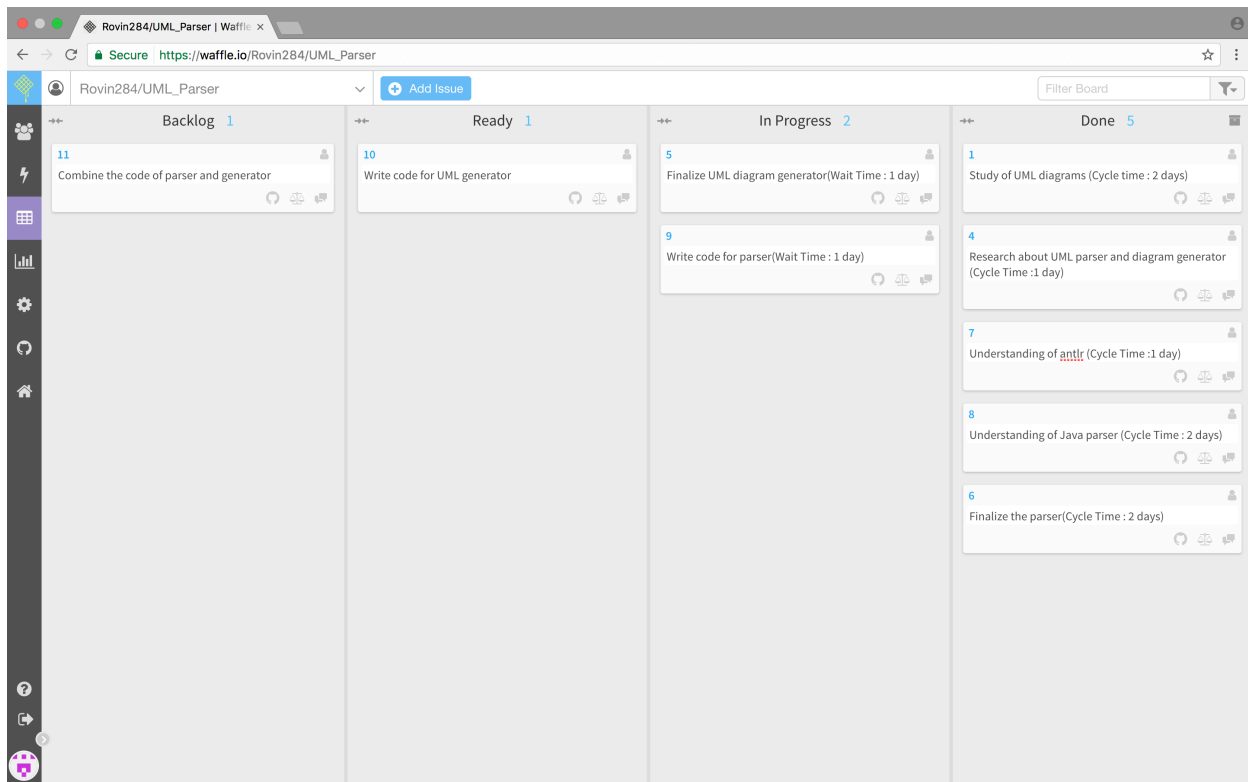 Rovin284/UML_Parser | Waffle
Secure https://waffle.io/Rovin284/UML_Parser
Rovin284/UML_Parser
Add Issue
Filter Board
Backlog 1
11
Combine the code of parser and generator
Ready 1
10
Write code for UML generator
In Progress 2
5
Finalize UML diagram generator(Wait Time : 1 day)
9
Write code for parser(Wait Time : 1 day)
Done 5
1
Study of UML diagrams (Cycle time : 2 days)
4
Research about UML parser and diagram generator
(Cycle Time :1 day)
7
Understanding of antlr (Cycle Time :1 day)
8
Understanding of Java parser (Cycle Time : 2 days)
6
Finalize the parser(Cycle Time : 2 days)